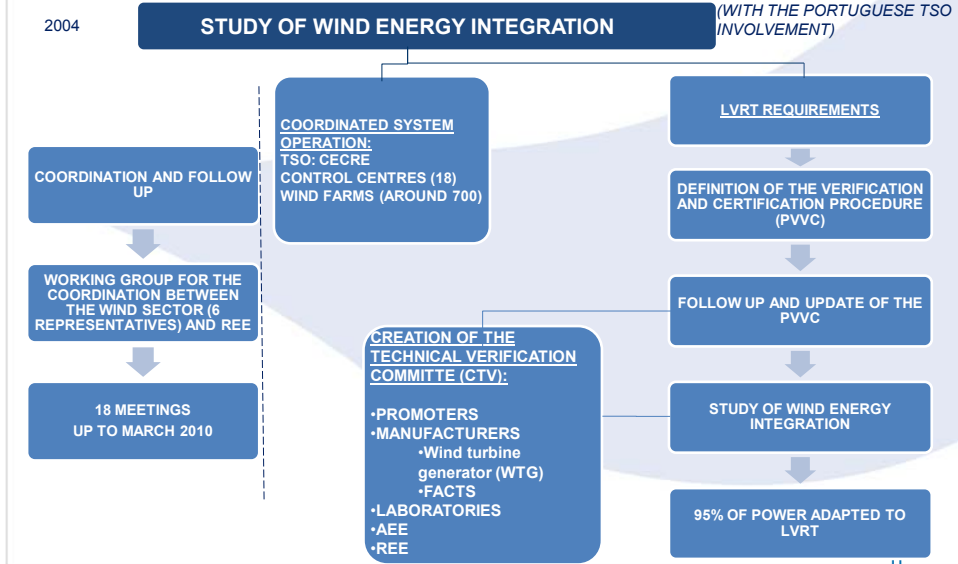 2004
STUDY OF WIND ENERGY INTEGRATION
(WITH THE PORTUGUESE TSO
INVOLVEMENT)
COORDINATION AND FOLLOW
UP
WORKING GROUP FOR THE
COORDINATION BETWEEN
THE WIND SECTOR (6
REPRESENTATIVES) AND REE
18 MEETINGS
UP TO MARCH 2010
COORDINATED SYSTEM
OPERATION:
TSO: CECRE
CONTROL CENTRES (18)
WIND FARMS (AROUND 700)
CREATION OF THE
TECHNICAL VERIFICATION
COMMITTE (CTV):
•PROMOTERS
•MANUFACTURERS
•Wind turbine
generator (WTG)
•FACTS
•LABORATORIES
•AEE
•REE
LVRT REQUIREMENTS
DEFINITION OF THE VERIFICATION
AND CERTIFICATION PROCEDURE
(PVVC)
FOLLOW UP AND UPDATE OF THE
PVVC
STUDY OF WIND ENERGY
INTEGRATION
95% OF POWER ADAPTED TO
LVRT